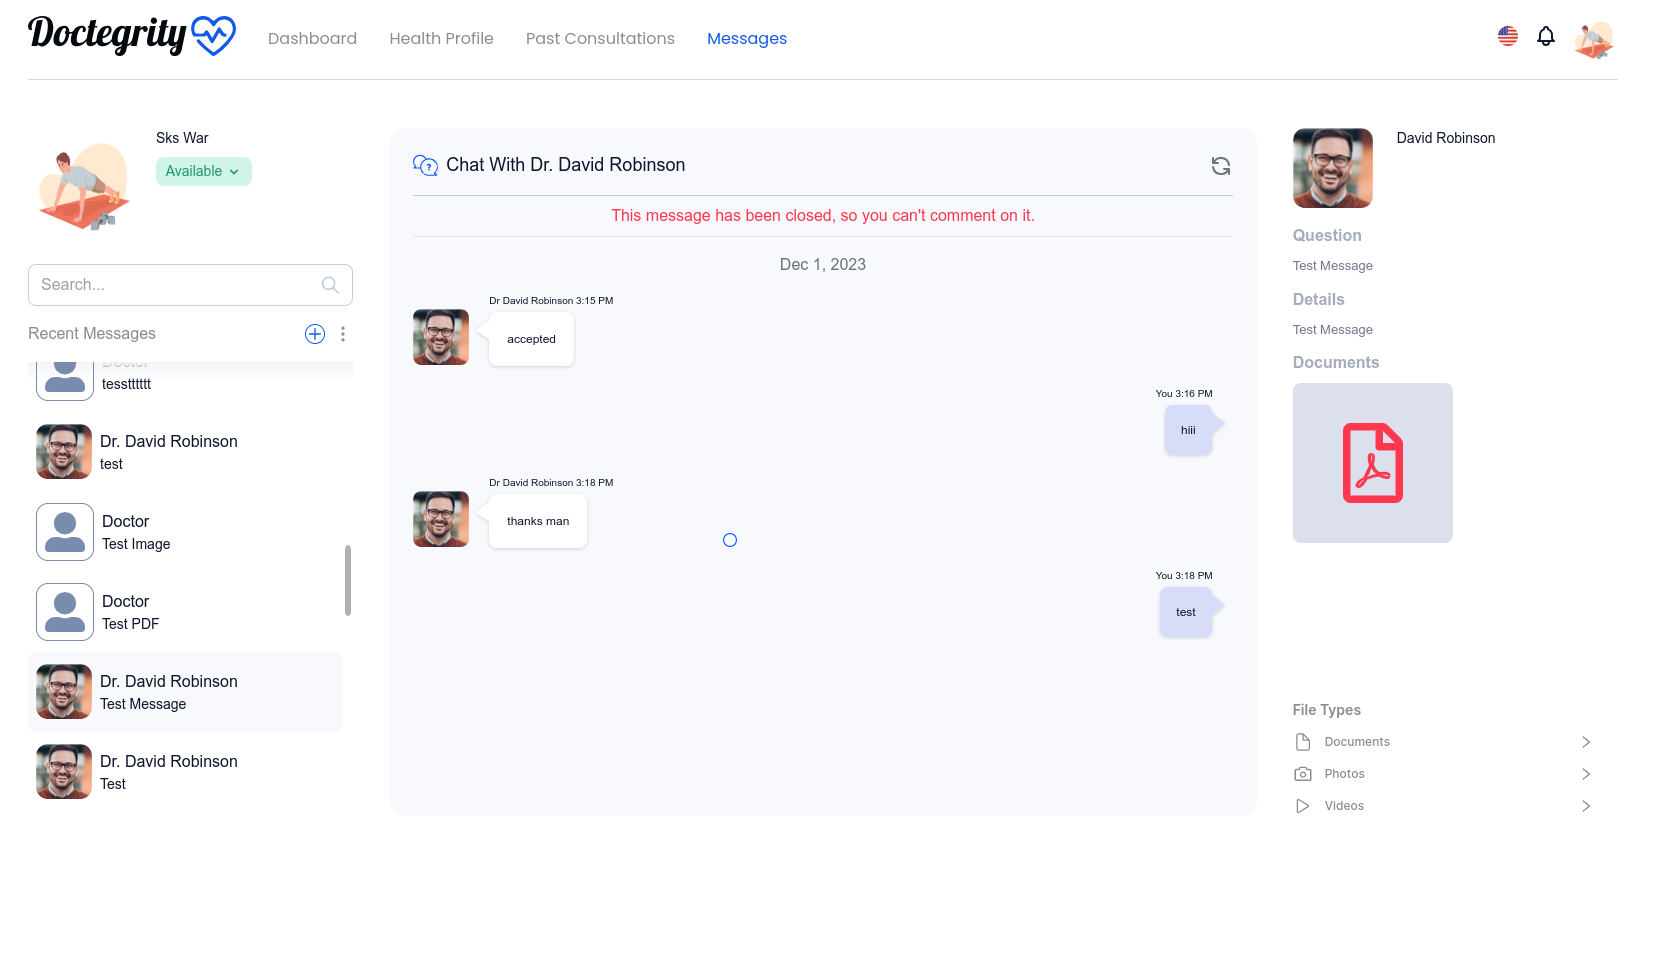 Doctegrity
Dashboard
Health Profile
Past Consultations
Messages
Sks War
Available
Search...
Recent Messages
Doctor
tesstttttt
Dr. David Robinson
test
Doctor
Test Image
Doctor
Test PDF
Dr. David Robinson
Test Message
Dr. David Robinson
Test
Chat With Dr. David Robinson
This message has been closed, so you can't comment on it.
Dec 1, 2023
Dr David Robinson 3:15 PM
accepted
You 3:16 PM
hiii
Dr David Robinson 3:18 PM
thanks man
You 3:18 PM
test
David Robinson
Question
Test Message
Details
Test Message
Documents
File Types
Documents
Photos
Videos